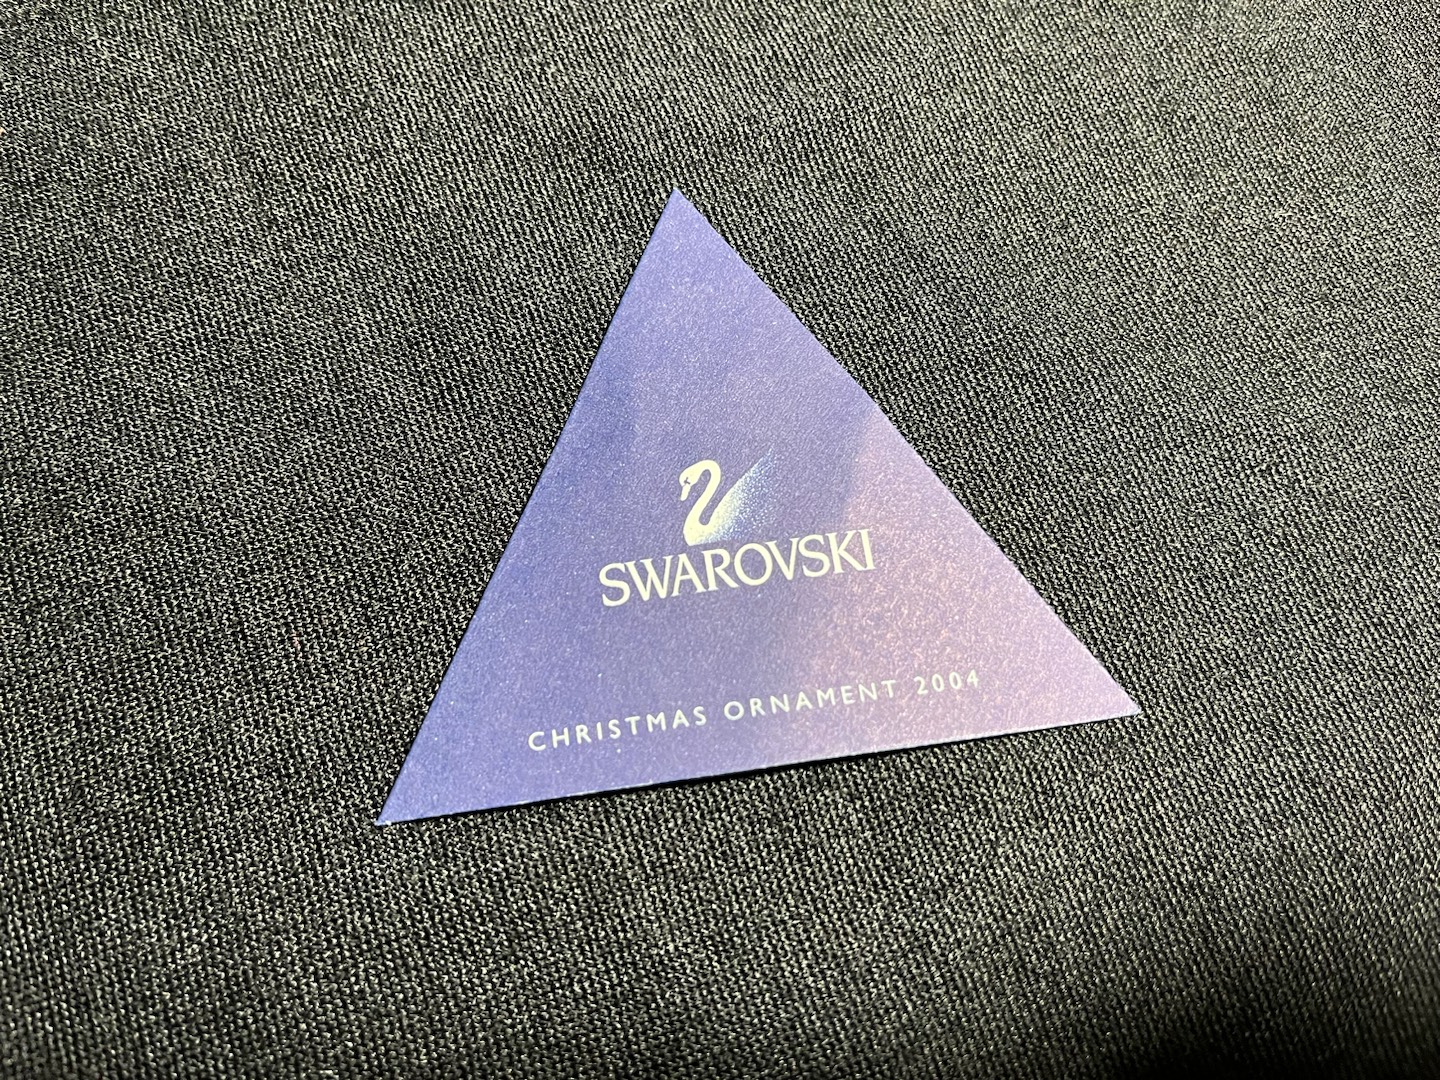 SWAROVSKI
CHRISTMAS ORNAMENT 2004